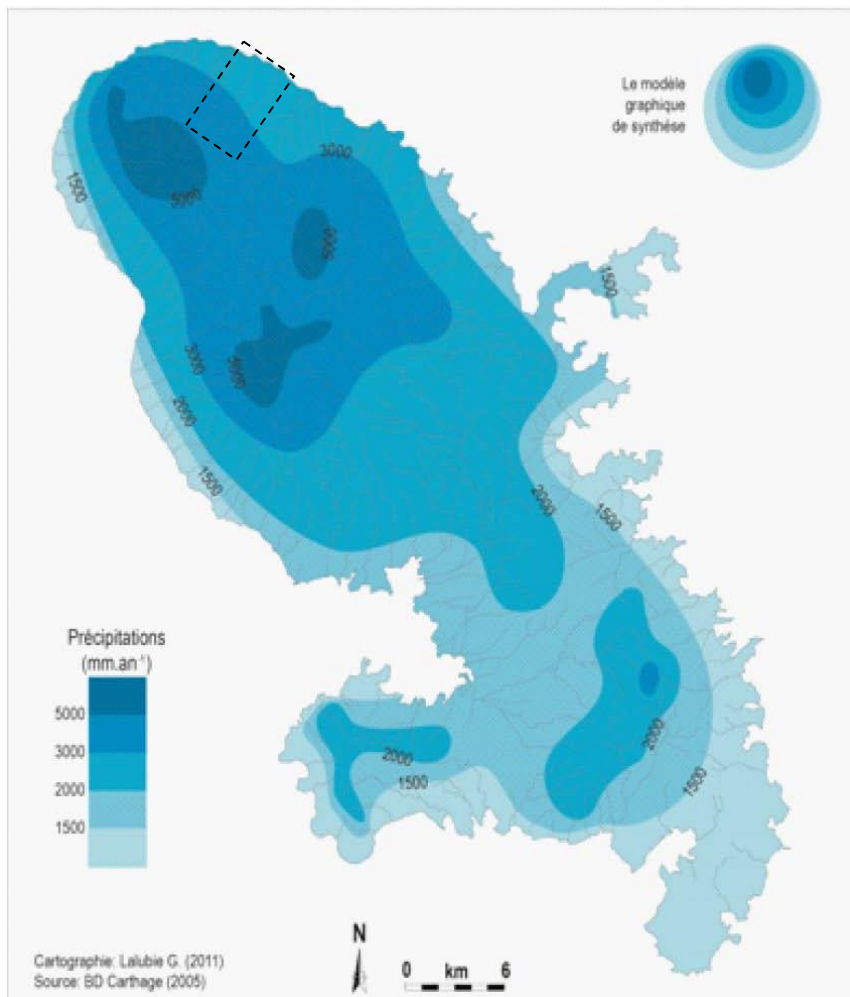 Le modèle
graphique
de synthèse
3000
1500
5000
5000
1500
3000
5000
2000
1500
2000
1500
Précipitations
(mm.an⁻¹)
5000
3000
2000
1500
2000
2000
1500
1500
N
0 km 6
Cartographie: Lalubie G. (2011)
Source: BD Carthage (2005)